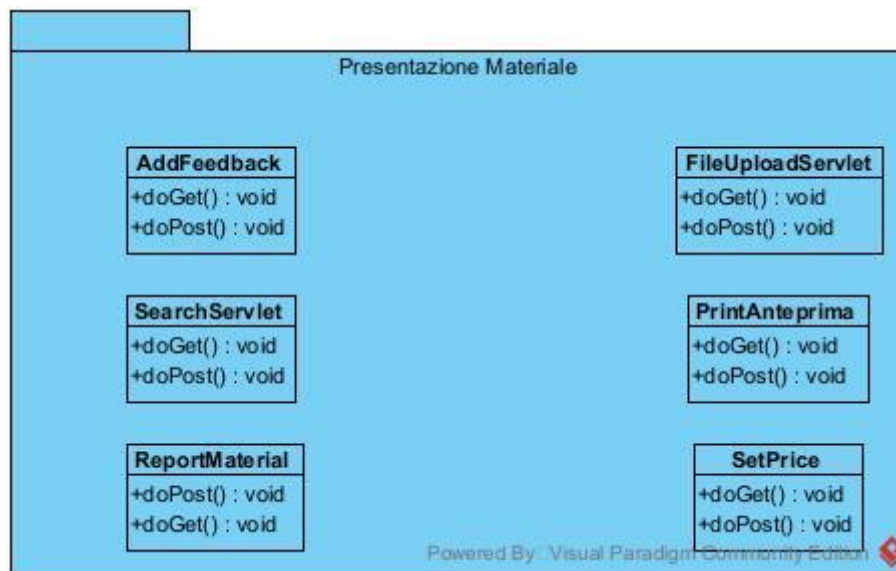 Presentazione Materiale
AddFeedback
+doGet() : void
+doPost() : void
FileUploadServlet
+doGet() : void
+doPost() : void
SearchServlet
+doGet() : void
+doPost() : void
PrintAnteprima
+doGet() : void
+doPost() : void
ReportMaterial
+doPost() : void
+doGet() : void
SetPrice
+doGet() : void
+doPost() : void
Powered By Visual Paradigm Community Edition